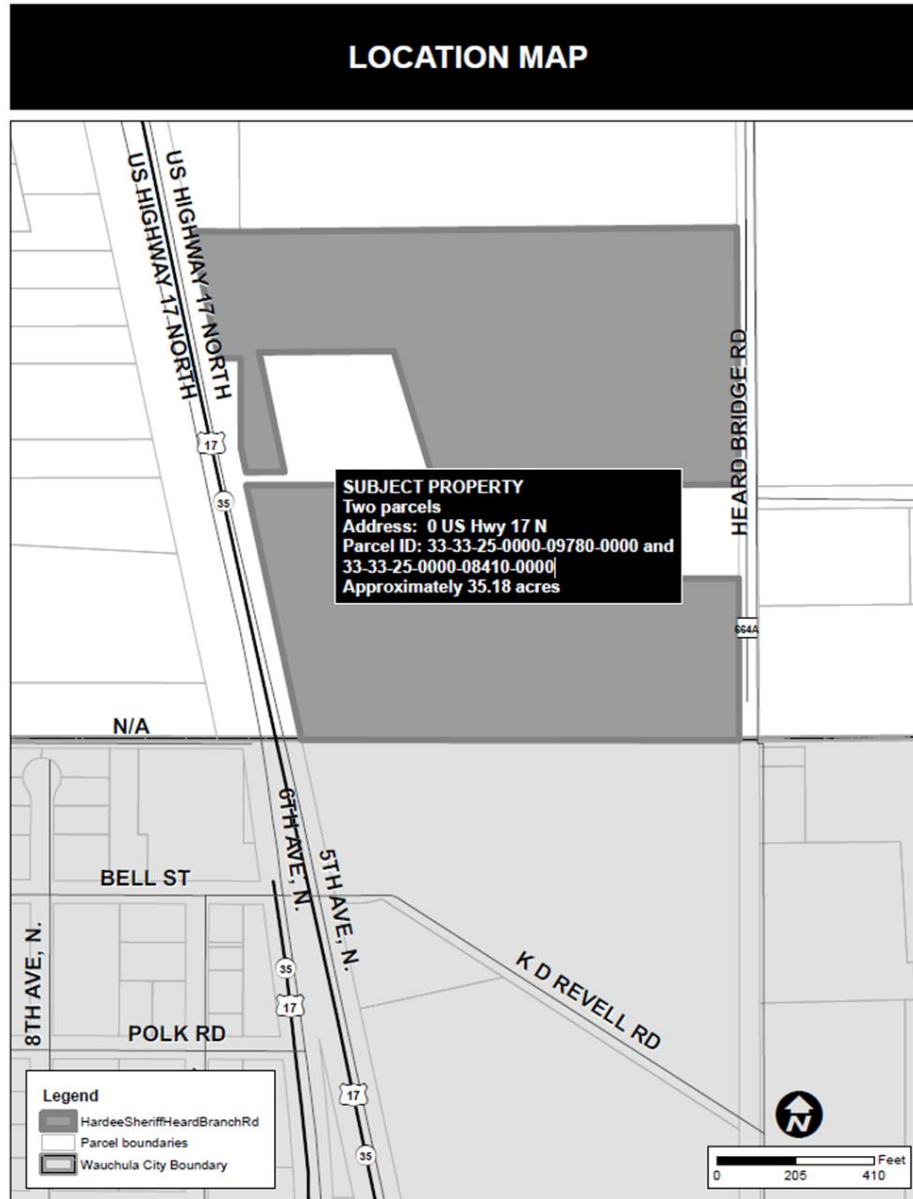 LOCATION MAP
US HIGHWAY 17 NORTH
US HIGHWAY 17 NORTH
HEARD BRIDGE RD
17
35
SUBJECT PROPERTY
Two parcels
Address: 0 US Hwy 17 N
Parcel ID: 33-33-25-0000-09780-0000 and
33-33-25-0000-08410-0000
Approximately 35.18 acres
664A
N/A
6TH AVE, N.
5TH AVE, N.
BELL ST
8TH AVE, N.
35
17
K D REVELL RD
POLK RD
17
35
Legend
HardeeSheriffHeardBranchRd
Parcel boundaries
Wauchula City Boundary
N
Feet
0 205 410